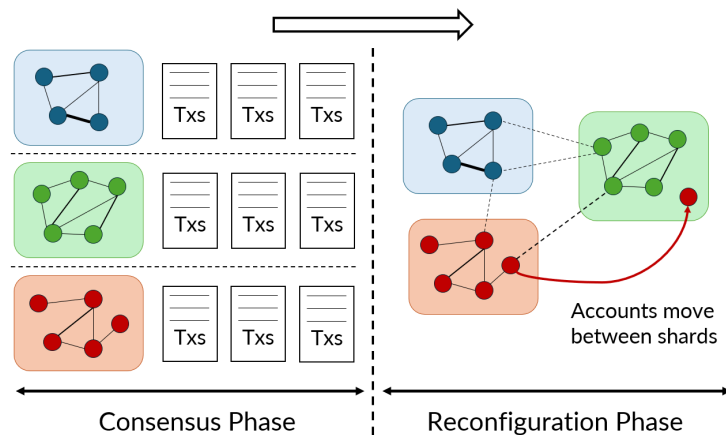 Txs Txs Txs
Txs Txs Txs
Txs Txs Txs
Accounts move
between shards
Consensus Phase
Reconfiguration Phase